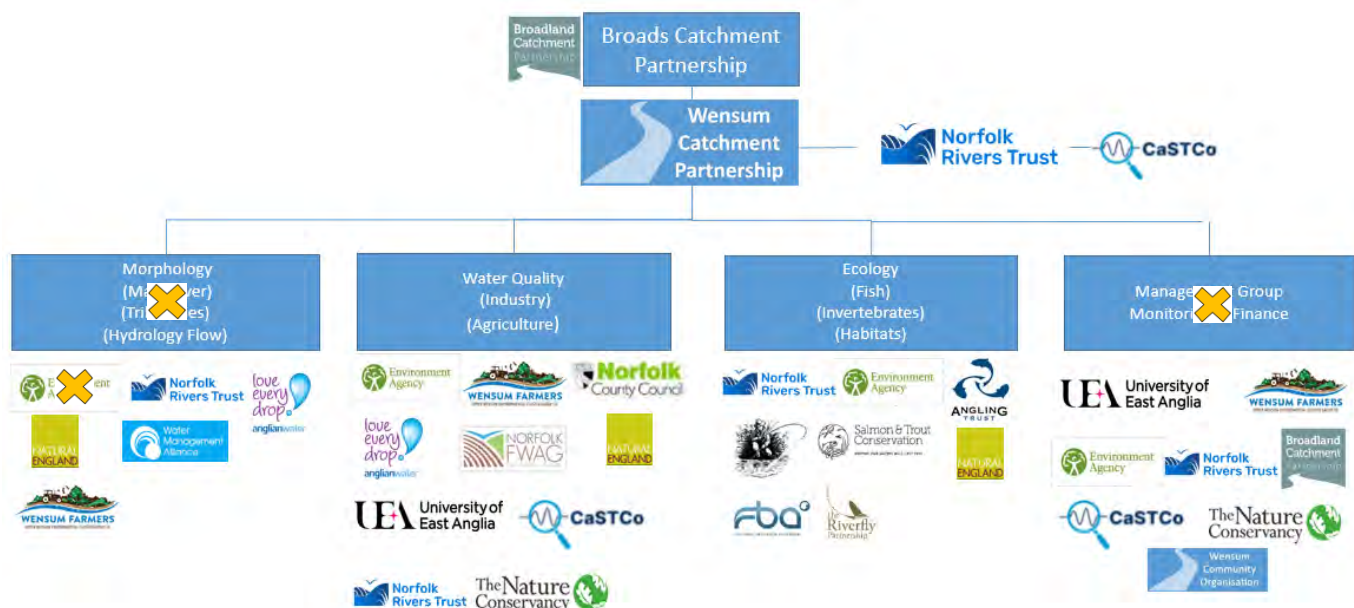 Broadland
Catchment
Partnership
Broads Catchment
Partnership
Wensum
Catchment
Partnership
Norfolk
Rivers Trust
CaSTCo
Morphology
(Hydrology Flow)
Water Quality
(Industry)
(Agriculture)
Ecology
(Fish)
(Invertebrates)
(Habitats)
Group
Finance
Norfolk
Rivers Trust
love
every
drop
anglianwater
NATURAL
ENGLAND
Water
Management
Alliance
WENSUM FARMERS
Environment
Agency
WENSUM FARMERS
Norfolk
County Council
love
every
drop
anglianwater
NORFOLK
FWAG
NATURAL
ENGLAND
UEA University of
East Anglia
CaSTCo
Norfolk
Rivers Trust
The Nature
Conservancy
Norfolk
Rivers Trust
Environment
Agency
ANGLING
TRUST
Salmon & Trout
Conservation
NATURAL
ENGLAND
fba
the
Riverfly
Partnership
UEA University of
East Anglia
WENSUM FARMERS
Environment
Agency
Norfolk
Rivers Trust
Broadland
Catchment
Partnership
CaSTCo
The Nature
Conservancy
Wensum
Community
Organisation